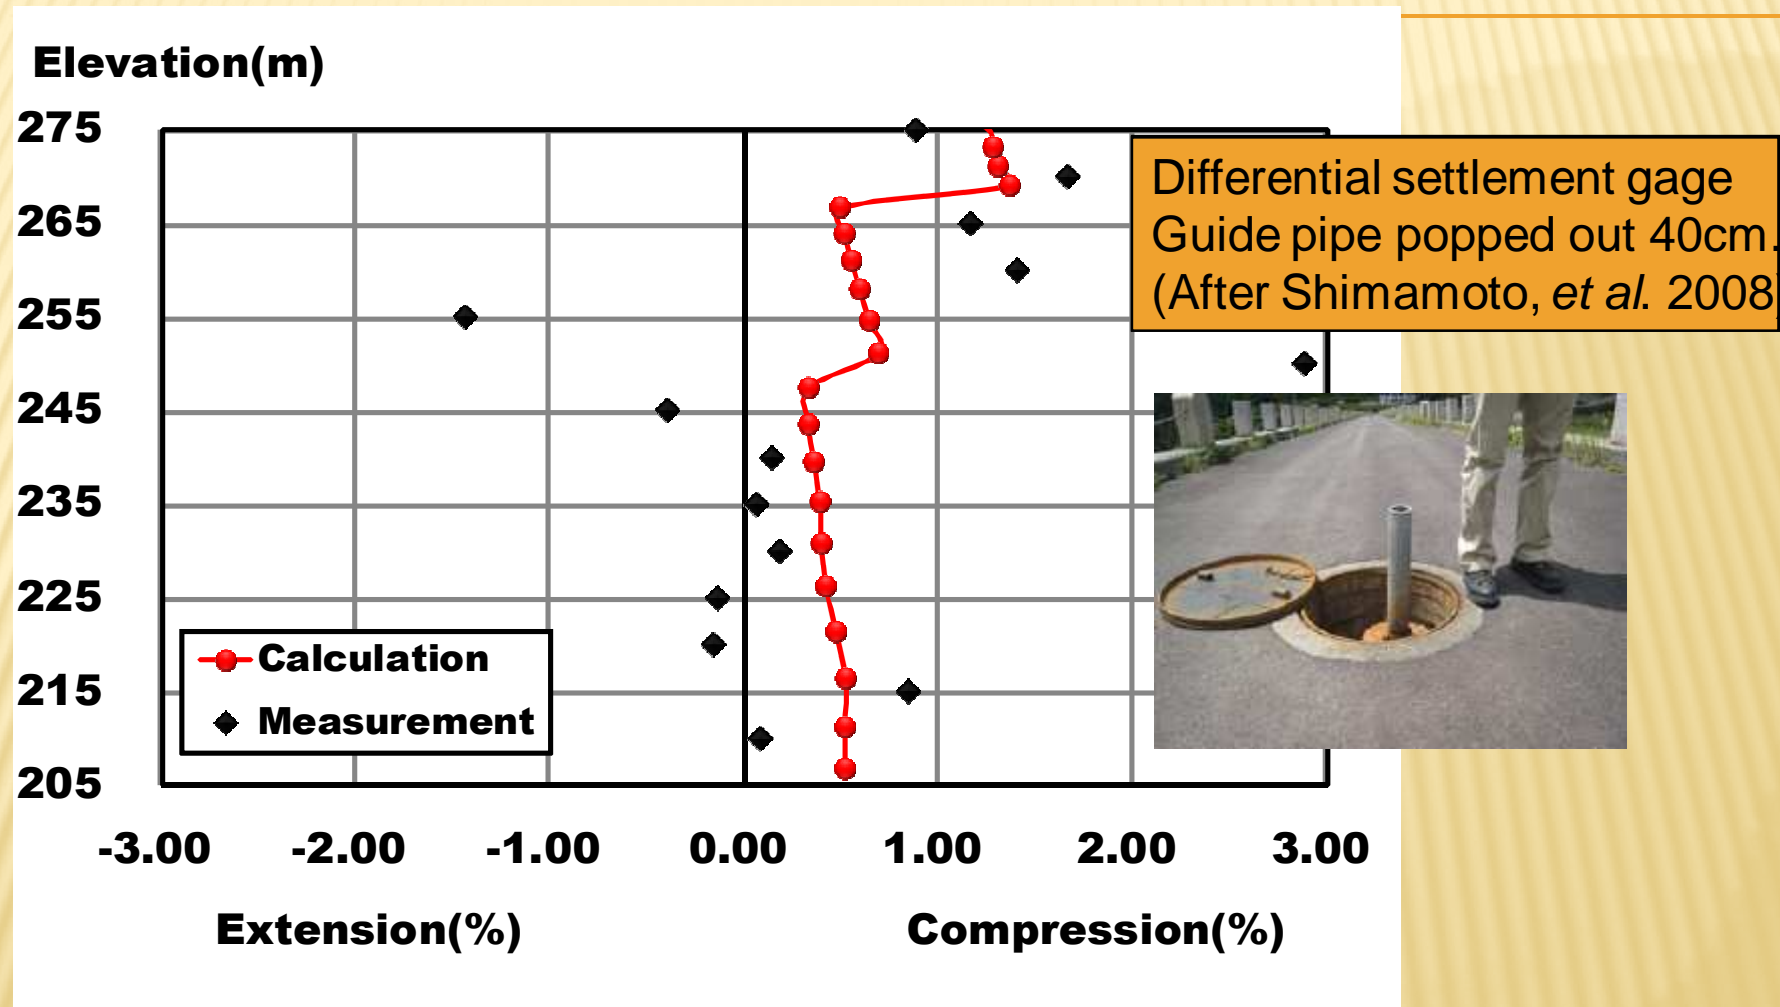 Elevation(m)
275
265
255
245
235
225
215
205
Calculation
Measurement
-3.00 -2.00 -1.00 0.00 1.00 2.00 3.00
Extension(%) Compression(%)
Differential settlement gage
Guide pipe popped out 40cm.
(After Shimamoto, et al. 2008)